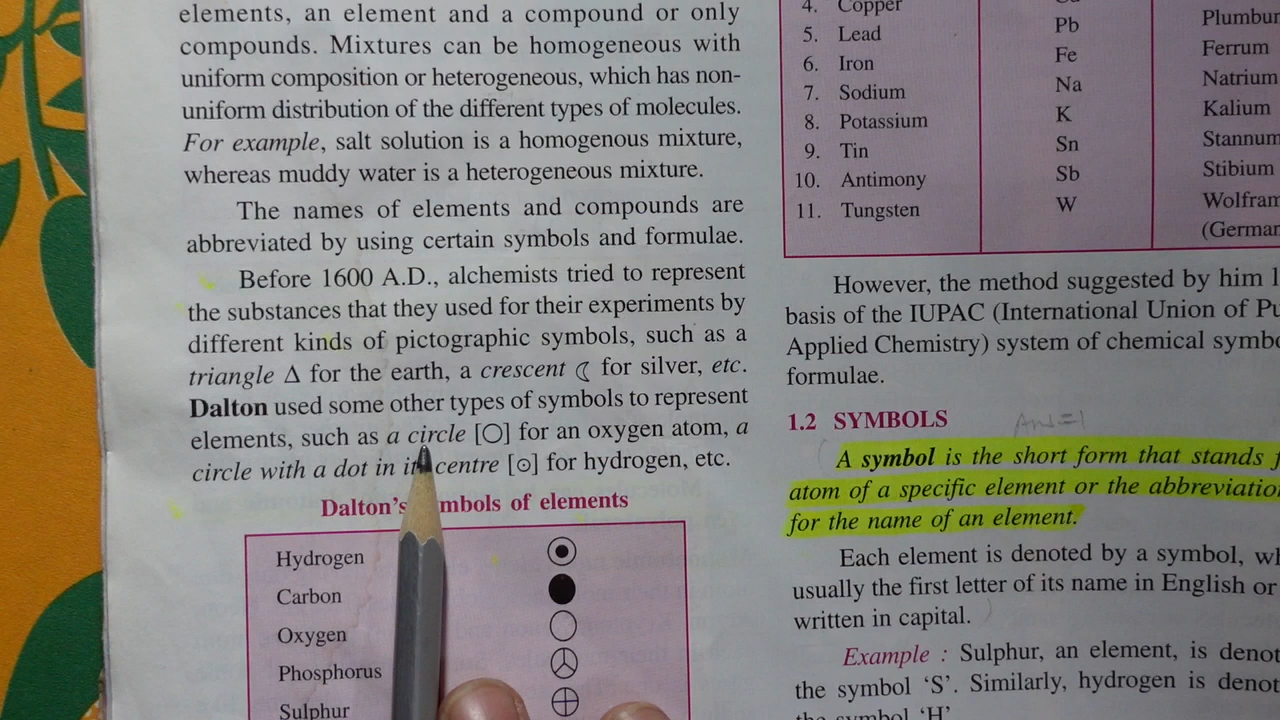 elements, an element and a compound or only
compounds. Mixtures can be homogeneous with
uniform composition or heterogeneous, which has non-
uniform distribution of the different types of molecules.
For example, salt solution is a homogenous mixture,
whereas muddy water is a heterogeneous mixture.
The names of elements and compounds are
abbreviated by using certain symbols and formulae.
Before 1600 A.D., alchemists tried to represent
the substances that they used for their experiments by
different kinds of pictographic symbols, such as a
triangle Δ for the earth, a crescent ☾ for silver, etc.
Dalton used some other types of symbols to represent
elements, such as a circle [○] for an oxygen atom, a
circle with a dot in centre [⊙] for hydrogen, etc.
Dalton's of elements
Hydrogen
Carbon
Oxygen
Phosphorus
Sulphur
4. Copper
5. Lead Pb Plumbu
6. Iron Fe Ferrum
7. Sodium Na Natrium
8. Potassium K Kalium
9. Tin Sn Stannum
10. Antimony Sb Stibium
11. Tungsten W Wolfram
(German
However, the method suggested by him l
basis of the IUPAC (International Union of Pu
Applied Chemistry) system of chemical symbo
formulae.
1.2 SYMBOLS
Ans=1
A symbol is the short form that stands f
atom of a specific element or the abbreviatio
for the name of an element.
Each element is denoted by a symbol, wh
usually the first letter of its name in English or
written in capital.
Example : Sulphur, an element, is denot
the symbol 'S'. Similarly, hydrogen is denot
the symbol 'H'